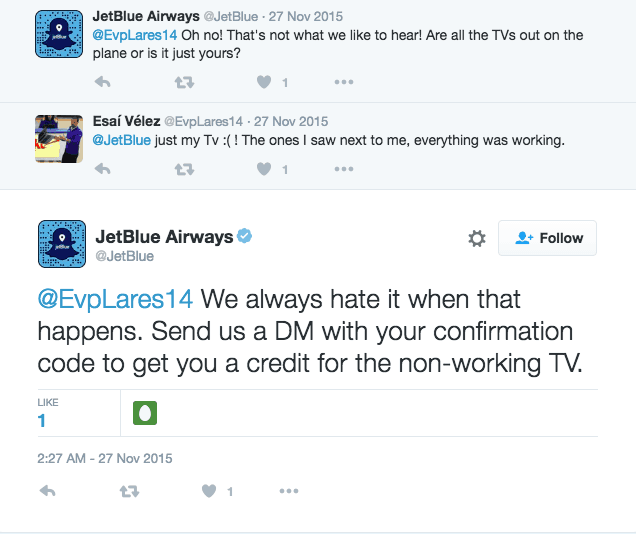 JetBlue Airways @JetBlue · 27 Nov 2015
@EvpLares14 Oh no! That's not what we like to hear! Are all the TVs out on the
plane or is it just yours?
1
Esaí Vélez @EvpLares14 · 27 Nov 2015
@JetBlue just my Tv :( ! The ones I saw next to me, everything was working.
1
JetBlue Airways
@JetBlue
Follow
@EvpLares14 We always hate it when that
happens. Send us a DM with your confirmation
code to get you a credit for the non-working TV.
LIKE
1
2:27 AM - 27 Nov 2015
1